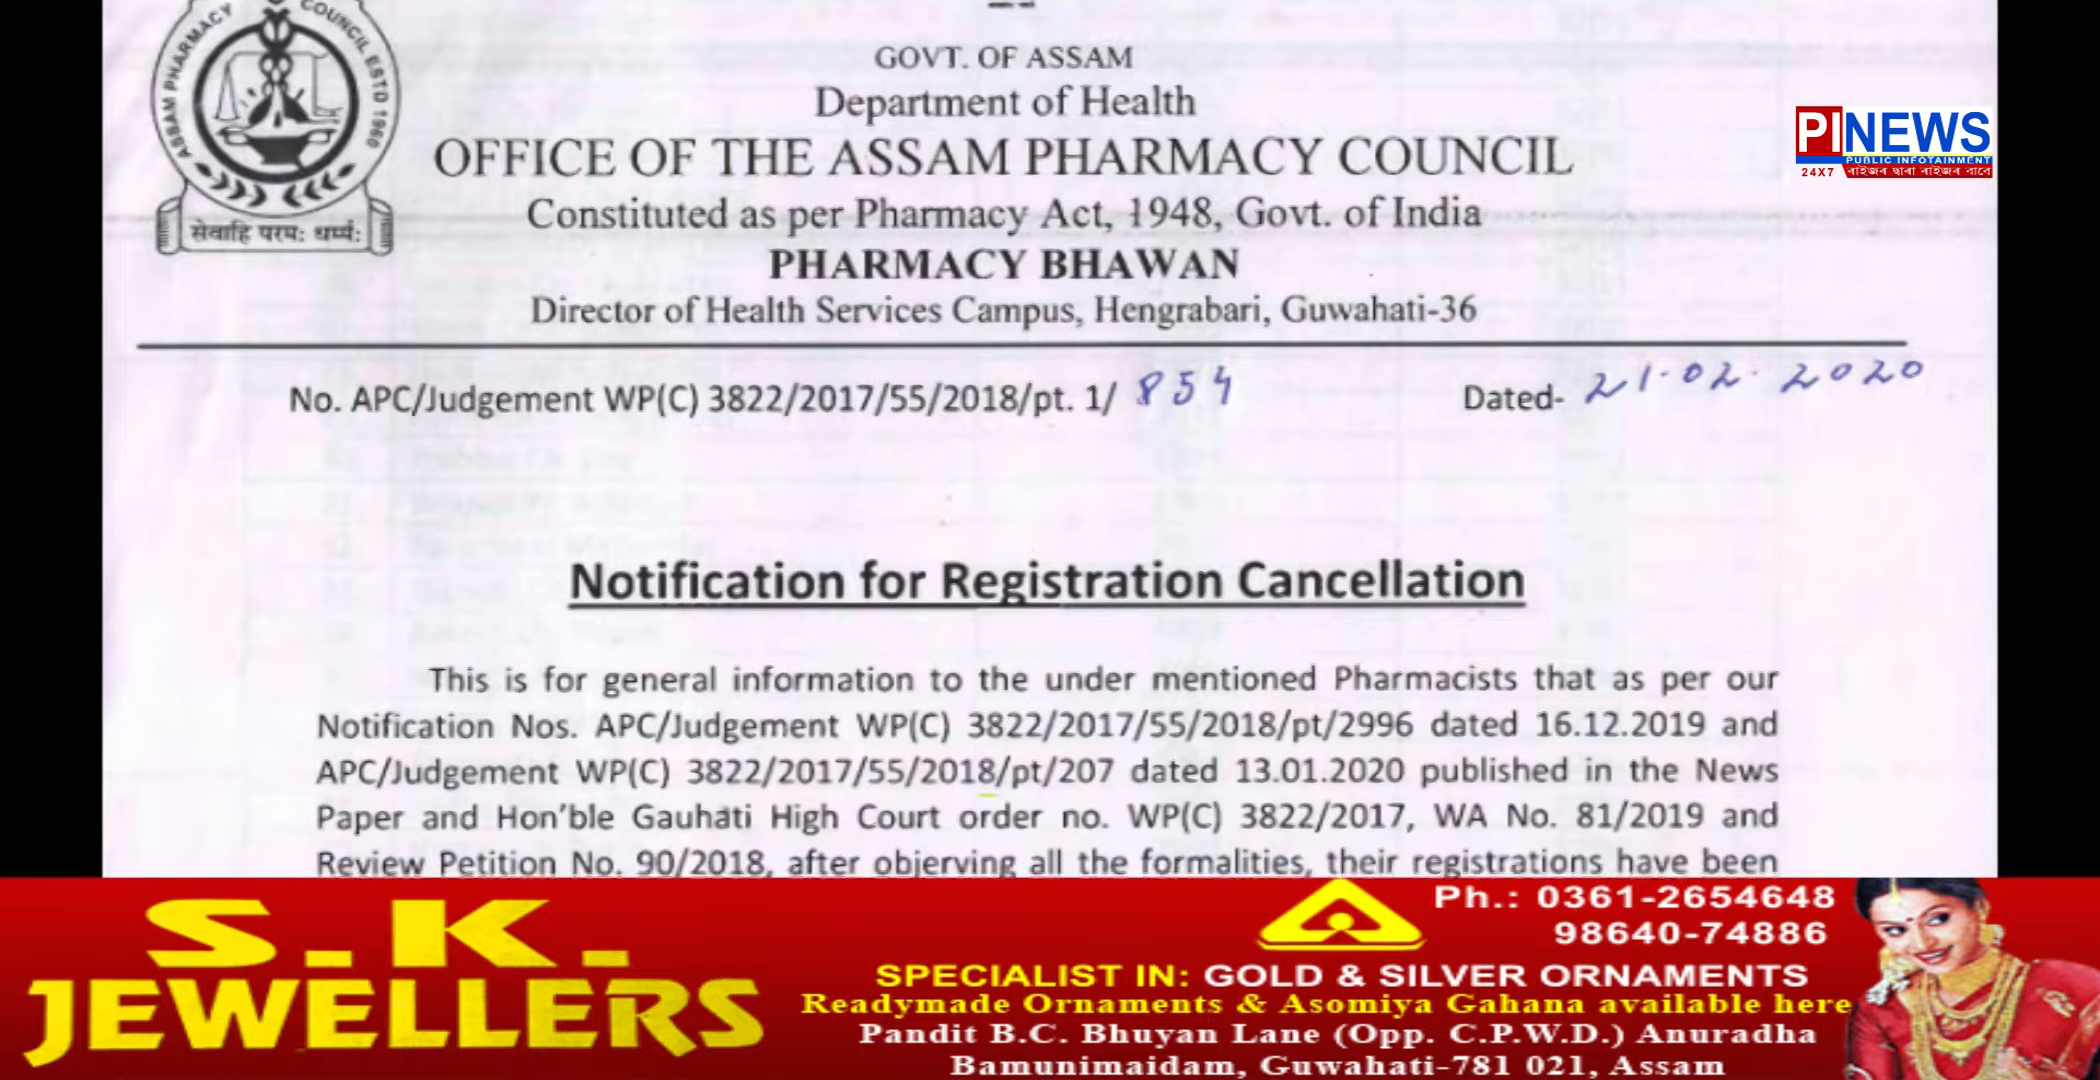 ASSAM PHARMACY COUNCIL ESTD 1960
सेवाहि परमः धर्म्मः
GOVT. OF ASSAM
Department of Health
OFFICE OF THE ASSAM PHARMACY COUNCIL
Constituted as per Pharmacy Act, 1948, Govt. of India
PHARMACY BHAWAN
Director of Health Services Campus, Hengrabari, Guwahati-36
PI NEWS
PUBLIC INFOTAINMENT
24X7 ৰাইজৰ দ্বাৰা ৰাইজৰ বাবে
No. APC/Judgement WP(C) 3822/2017/55/2018/pt. 1/ 854
Dated- 21.02.2020
Notification for Registration Cancellation
This is for general information to the under mentioned Pharmacists that as per our
Notification Nos. APC/Judgement WP(C) 3822/2017/55/2018/pt/2996 dated 16.12.2019 and
APC/Judgement WP(C) 3822/2017/55/2018/pt/207 dated 13.01.2020 published in the News
Paper and Hon'ble Gauhati High Court order no. WP(C) 3822/2017, WA No. 81/2019 and
Review Petition No. 90/2018, after objerving all the formalities, their registrations have been
S.K.
JEWELLERS
Ph.: 0361-2654648
98640-74886
SPECIALIST IN: GOLD & SILVER ORNAMENTS
Readymade Ornaments & Asomiya Gahana available here
Pandit B.C. Bhuyan Lane (Opp. C.P.W.D.) Anuradha
Bamunimaidam, Guwahati-781 021, Assam